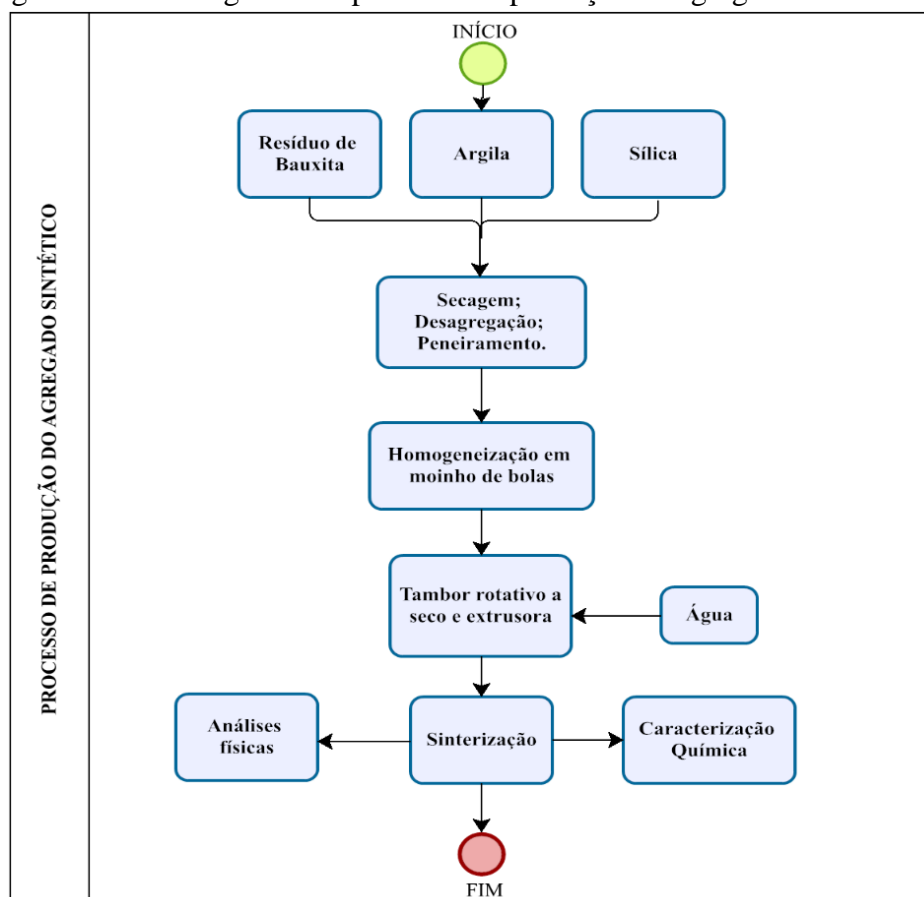 PROCESSO DE PRODUÇÃO DO AGREGADO SINTÉTICO
INÍCIO
Resíduo de
Bauxita
Argila
Sílica
Secagem;
Desagregação;
Peneiramento.
Homogeneização em
moinho de bolas
Tambor rotativo a
seco e extrusora
Água
Análises
físicas
Sinterização
Caracterização
Química
FIM